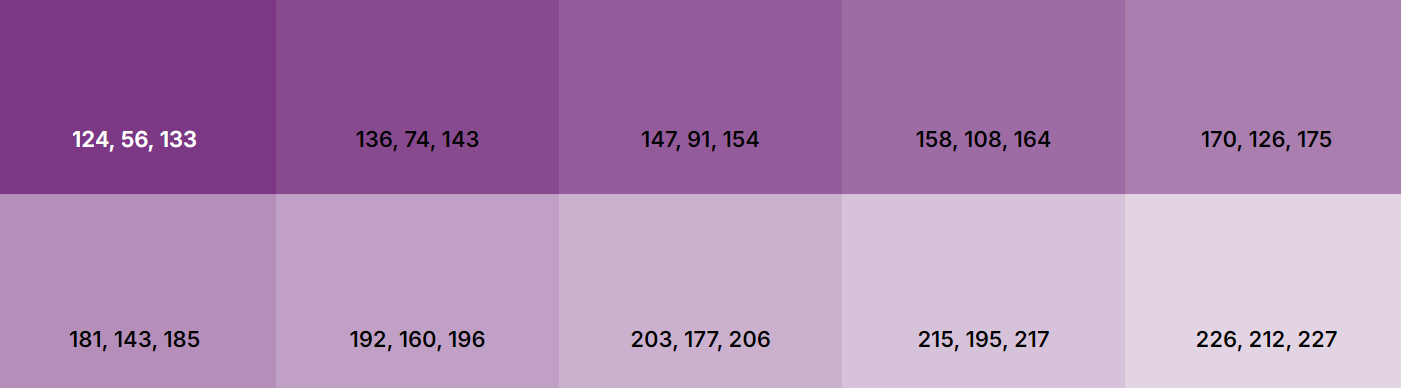 124, 56, 133
136, 74, 143
147, 91, 154
158, 108, 164
170, 126, 175
181, 143, 185
192, 160, 196
203, 177, 206
215, 195, 217
226, 212, 227